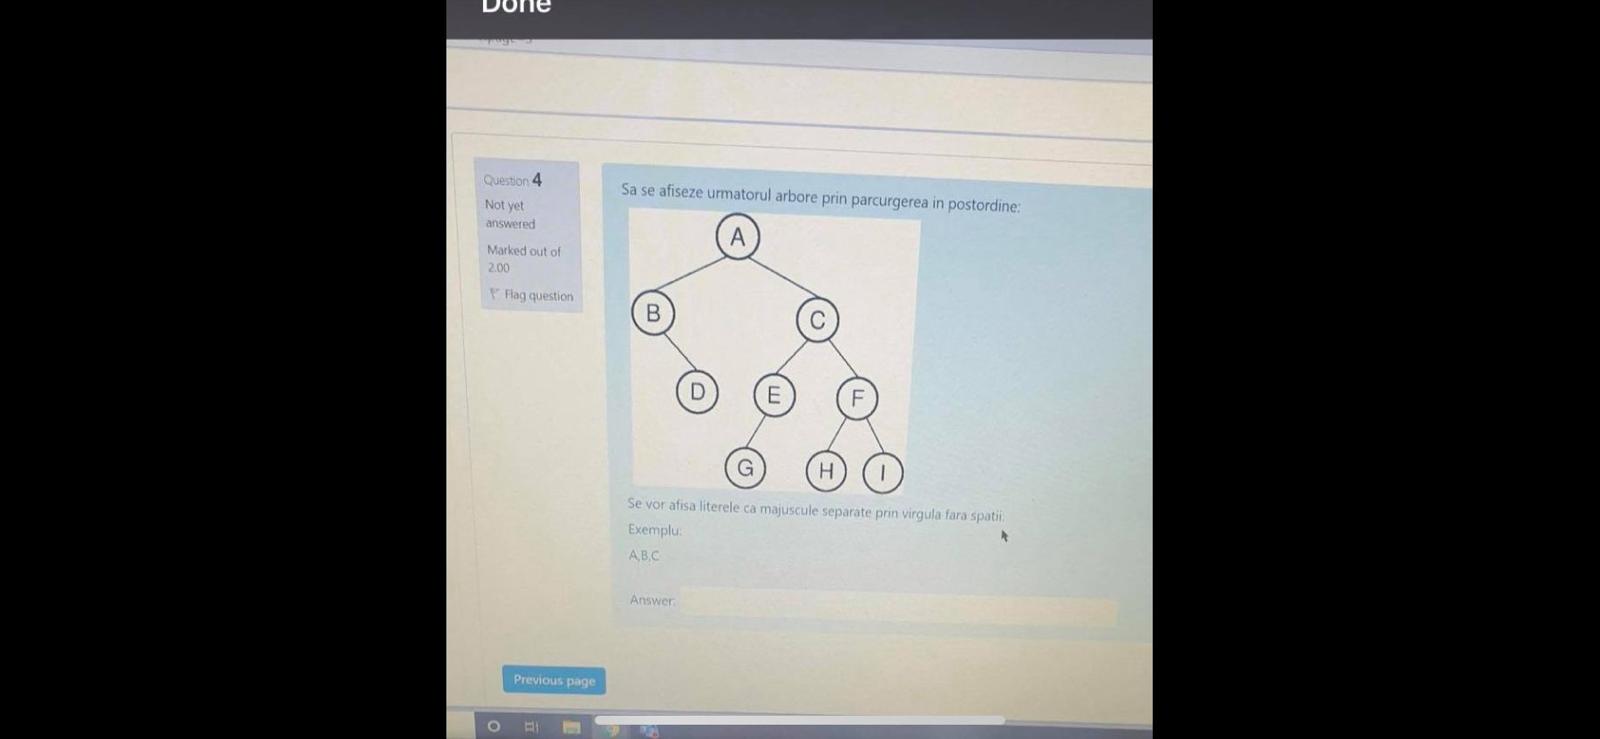 Done
Question 4
Not yet
answered
Marked out of
2.00
Flag question
Sa se afiseze urmatorul arbore prin parcurgerea in postordine:
A
B
C
D
E
F
G
H
I
Se vor afisa literele ca majuscule separate prin virgula fara spatii.
Exemplu:
A,B,C
Answer:
Previous page